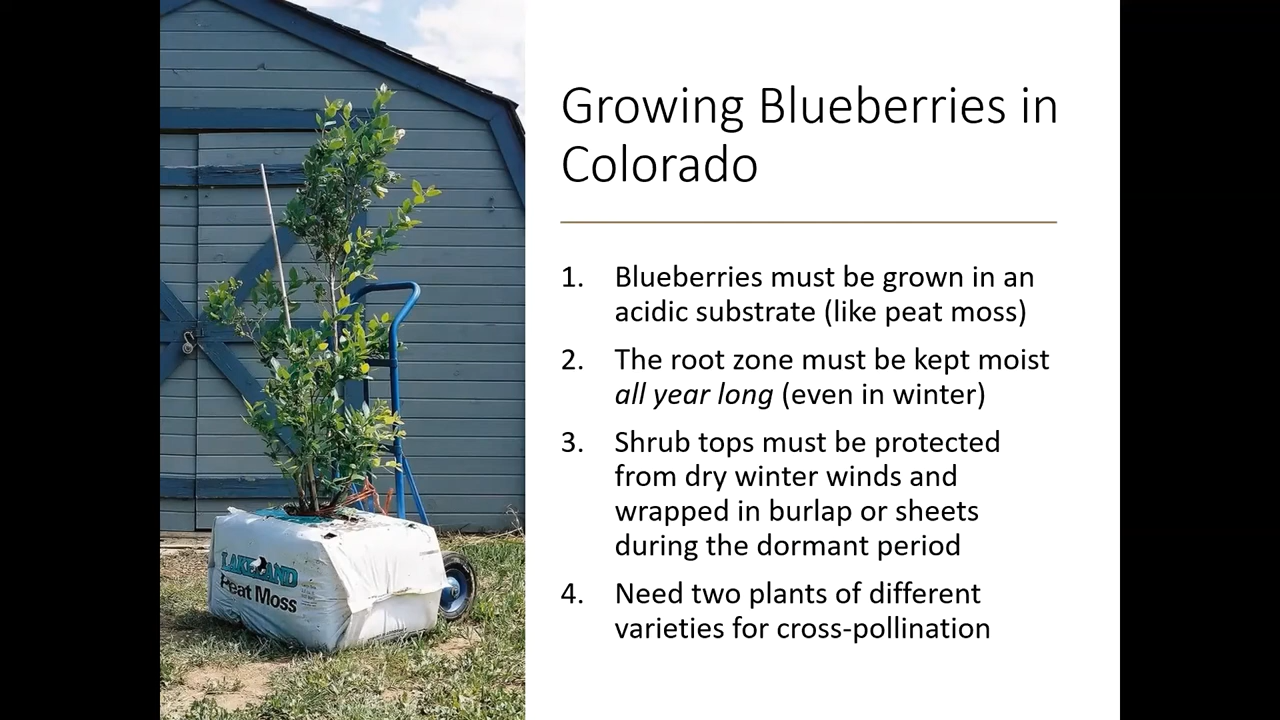 Growing Blueberries in
Colorado
1. Blueberries must be grown in an
acidic substrate (like peat moss)
2. The root zone must be kept moist
all year long (even in winter)
3. Shrub tops must be protected
from dry winter winds and
wrapped in burlap or sheets
during the dormant period
4. Need two plants of different
varieties for cross-pollination
LAKELAND
Peat Moss